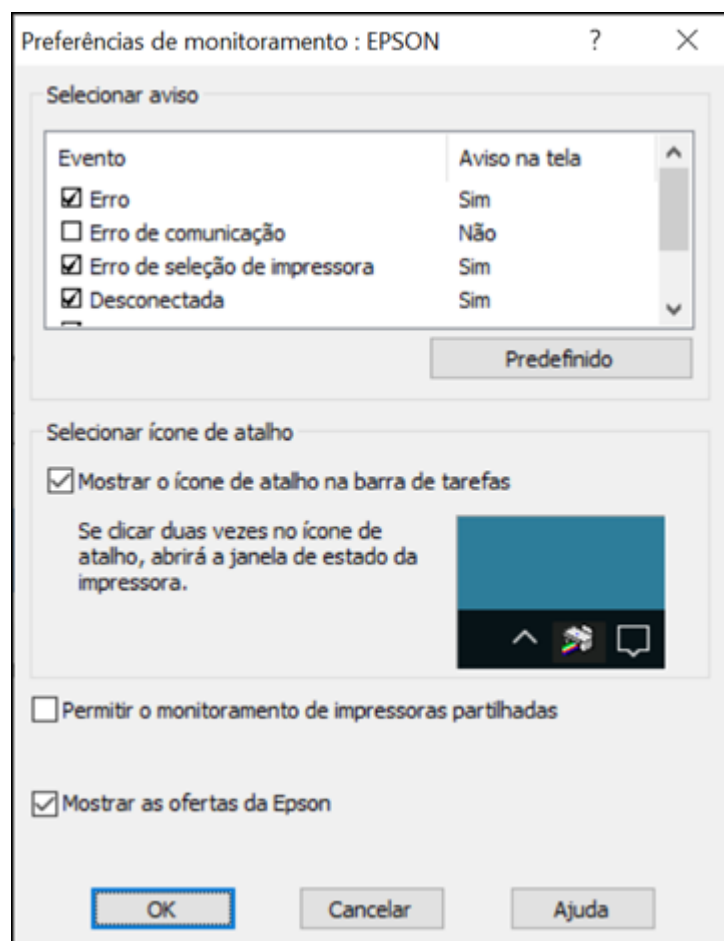 Preferências de monitoramento : EPSON
Selecionar aviso
Evento Aviso na tela
Erro Sim
Erro de comunicação Não
Erro de seleção de impressora Sim
Desconectada Sim
Predefinido
Selecionar ícone de atalho
Mostrar o ícone de atalho na barra de tarefas
Se clicar duas vezes no ícone de
atalho, abrirá a janela de estado da
impressora.
Permitir o monitoramento de impressoras partilhadas
Mostrar as ofertas da Epson
OK Cancelar Ajuda